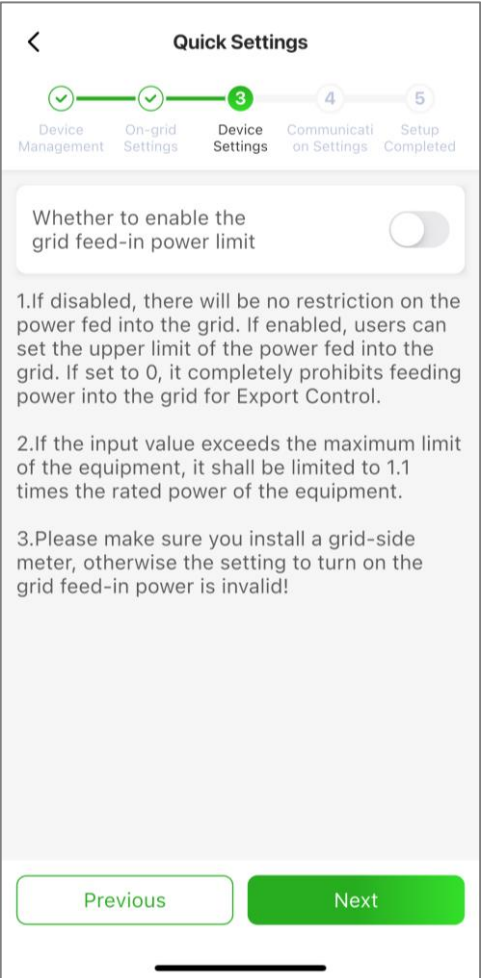 Quick Settings
3
4
5
Device
Management
On-grid
Settings
Device
Settings
Communicati
on Settings
Setup
Completed
Whether to enable the
grid feed-in power limit
1.If disabled, there will be no restriction on the
power fed into the grid. If enabled, users can
set the upper limit of the power fed into the
grid. If set to 0, it completely prohibits feeding
power into the grid for Export Control.
2.If the input value exceeds the maximum limit
of the equipment, it shall be limited to 1.1
times the rated power of the equipment.
3.Please make sure you install a grid-side
meter, otherwise the setting to turn on the
grid feed-in power is invalid!
Previous
Next